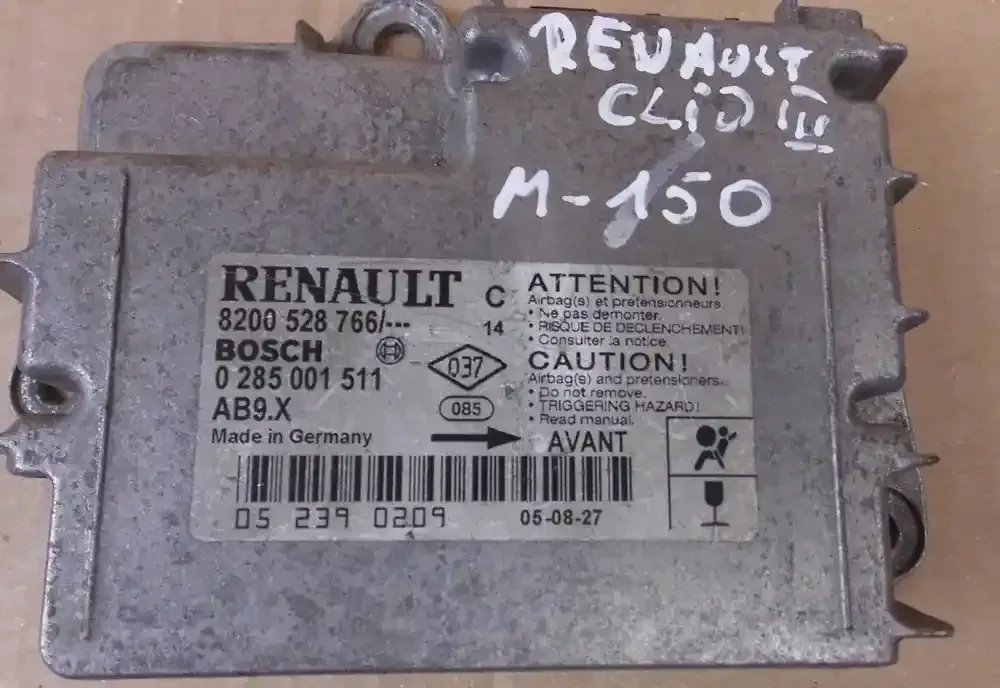 RENAULT
CLIO III
M-150
RENAULT C
8200 528 766/--- 14
BOSCH
0 285 001 511
AB9.X
Made in Germany
037
085
ATTENTION!
Airbag(s) et prétensionneurs.
• Ne pas démonter.
• RISQUE DE DECLENCHEMENT!
• Consulter la notice.
CAUTION!
Airbag(s) and pretensioners.
• Do not remove.
• TRIGGERING HAZARD!
• Read manual.
AVANT
05 239 0209
05-08-27